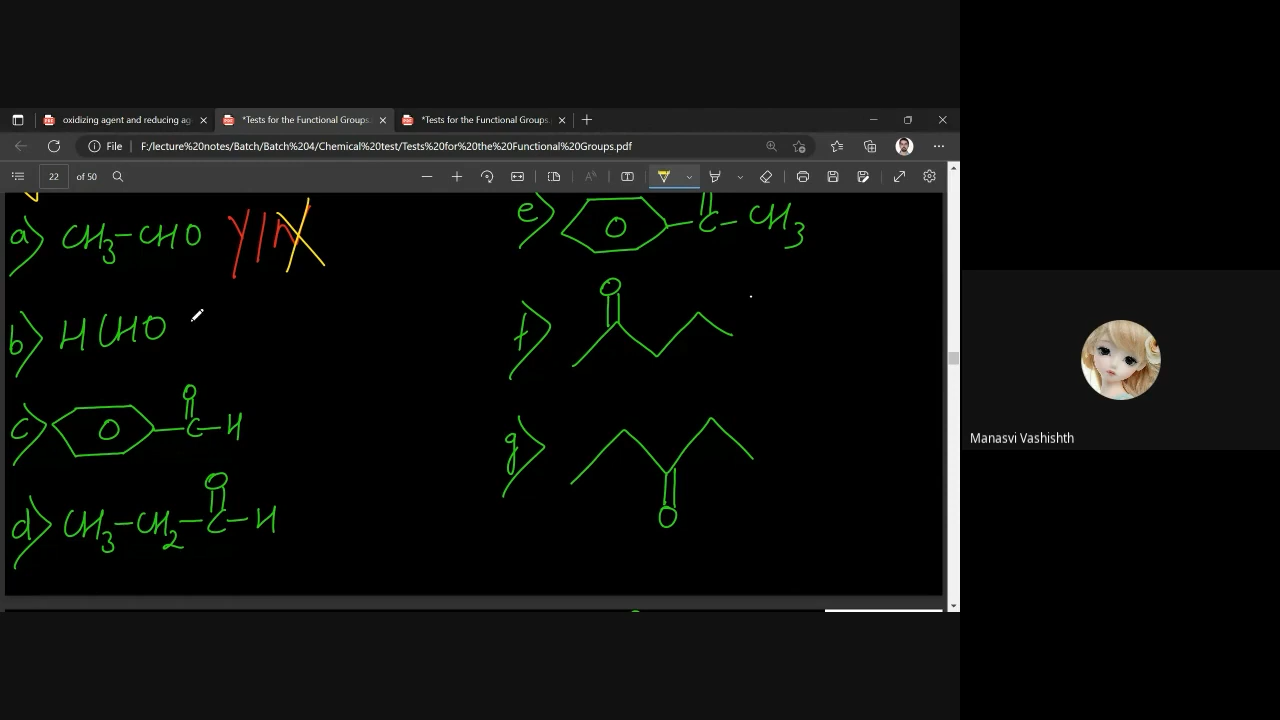 oxidizing agent and reducing ag
*Tests for the Functional Groups.
*Tests for the Functional Groups.
File
F:/lecture%20notes/Batch/Batch%204/Chemical%20test/Tests%20for%20the%20Functional%20Groups.pdf
22 of 50
a) CH3-CHO Y/n
b) HCHO
c) O O
C-H
d) CH3-CH2-C-H
O
e) O C-CH3
f) O
g) O
Manasvi Vashishth